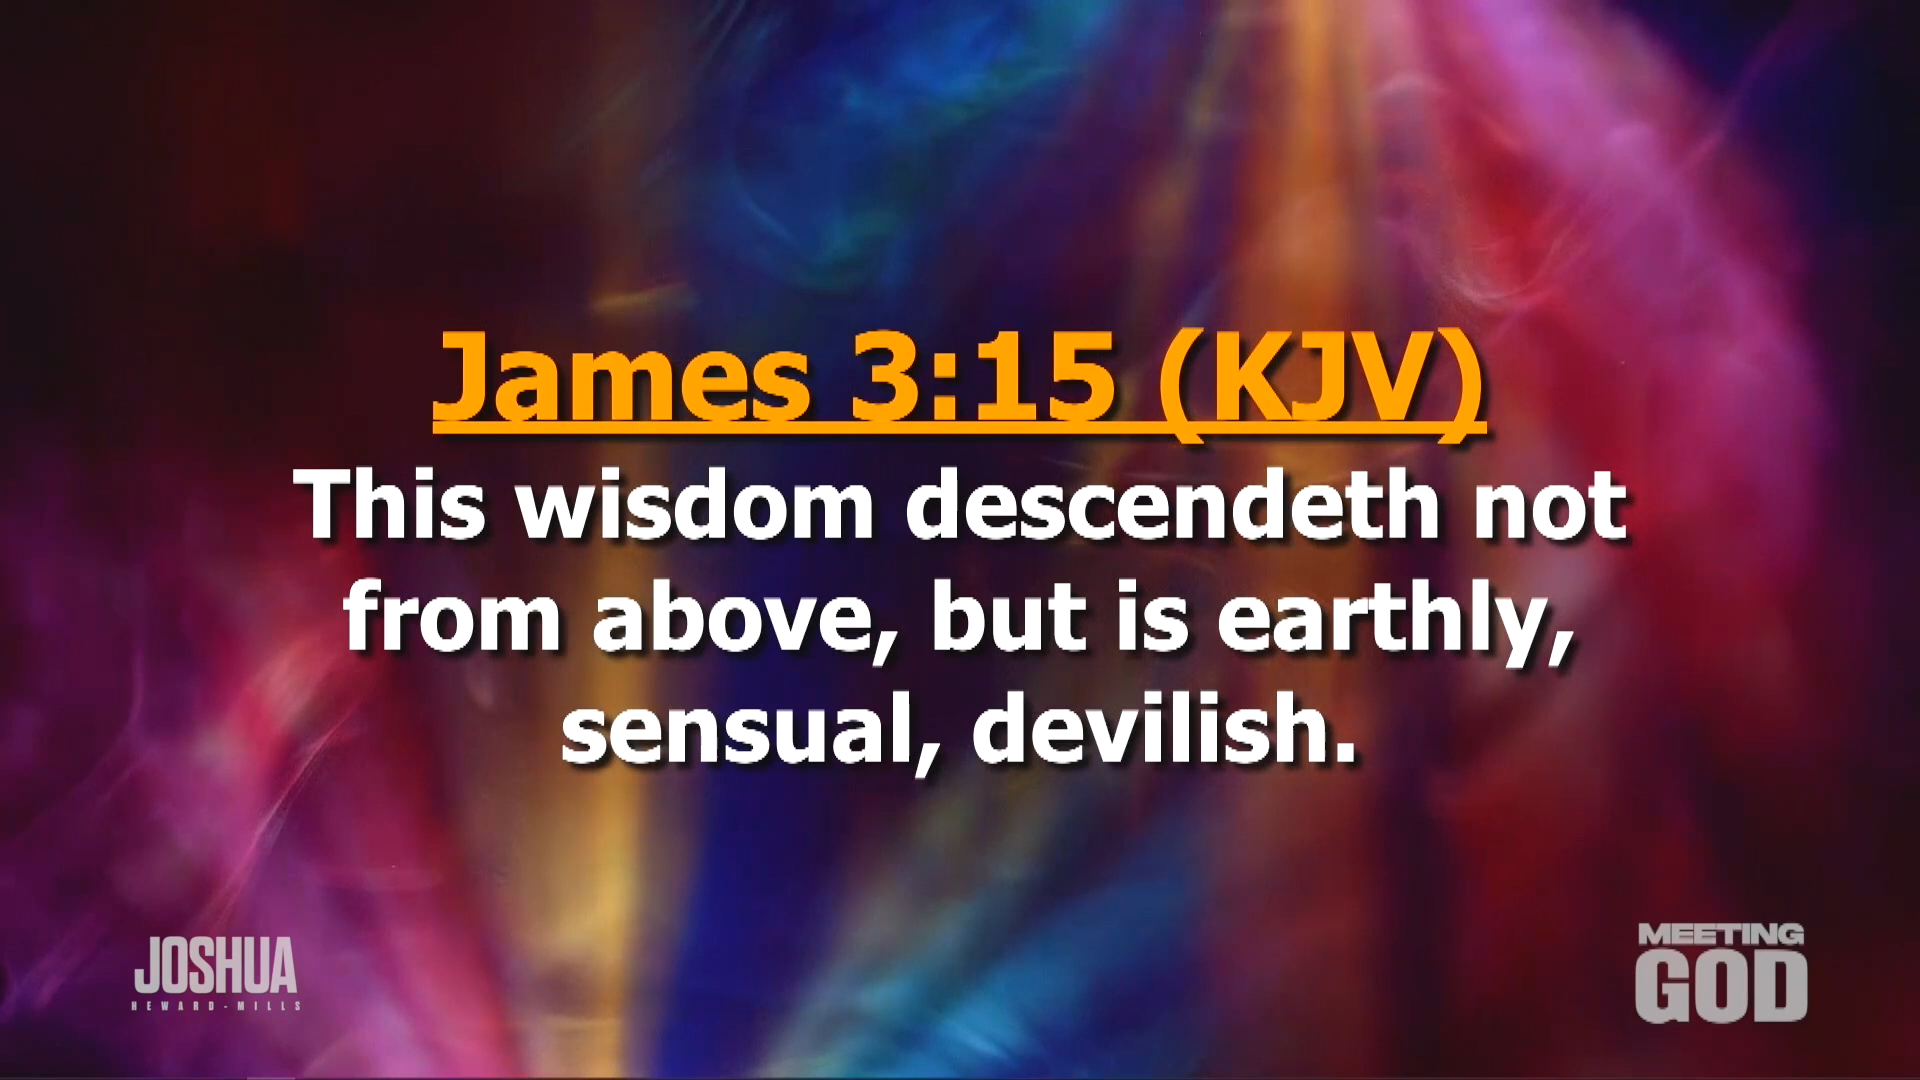 James 3:15 (KJV)
This wisdom descendeth not
from above, but is earthly,
sensual, devilish.
JOSHUA
HEWARD-MILLS
MEETING
GOD